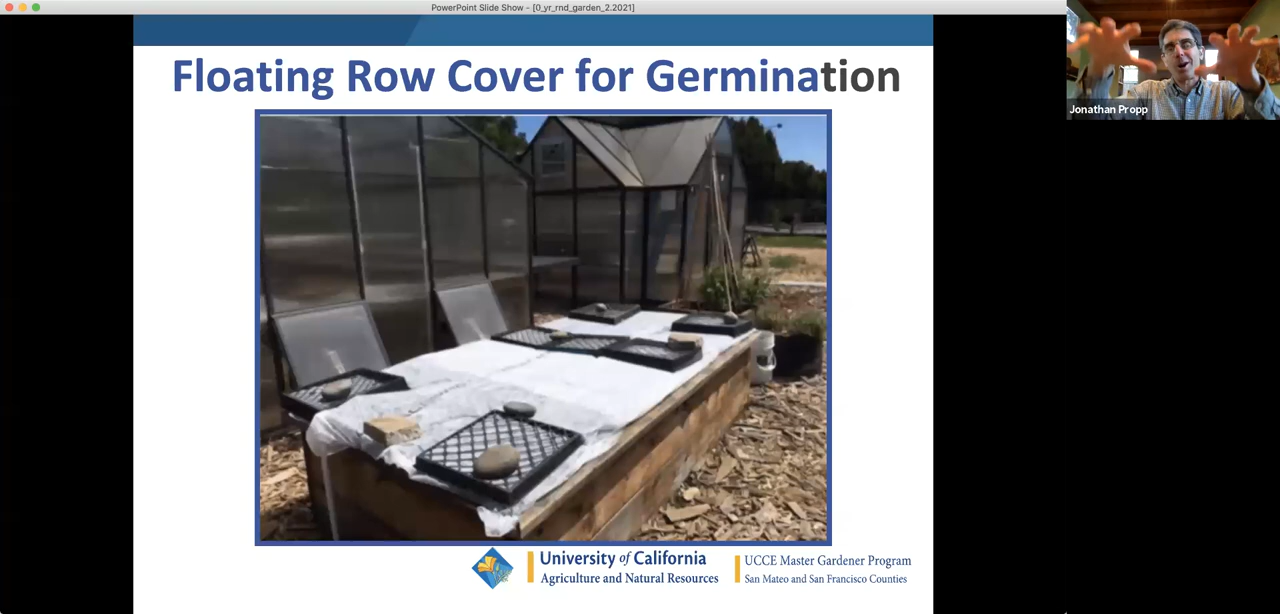 PowerPoint Slide Show - [0_yr_rnd_garden_2.2021]
Jonathan Propp
Floating Row Cover for Germination
University of California
Agriculture and Natural Resources
UCCE Master Gardener Program
San Mateo and San Francisco Counties